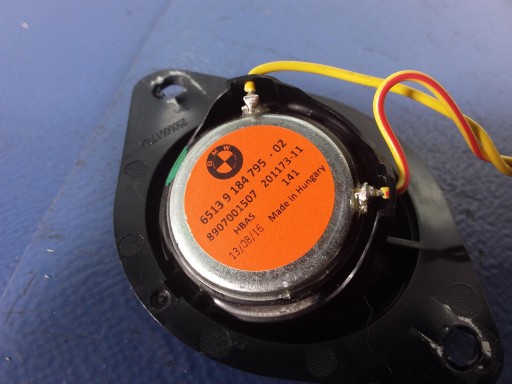 BMW
6513 9 184 795 - 02
8907001507 201173-11
HBAS 141
13/08/16 Made in Hungary